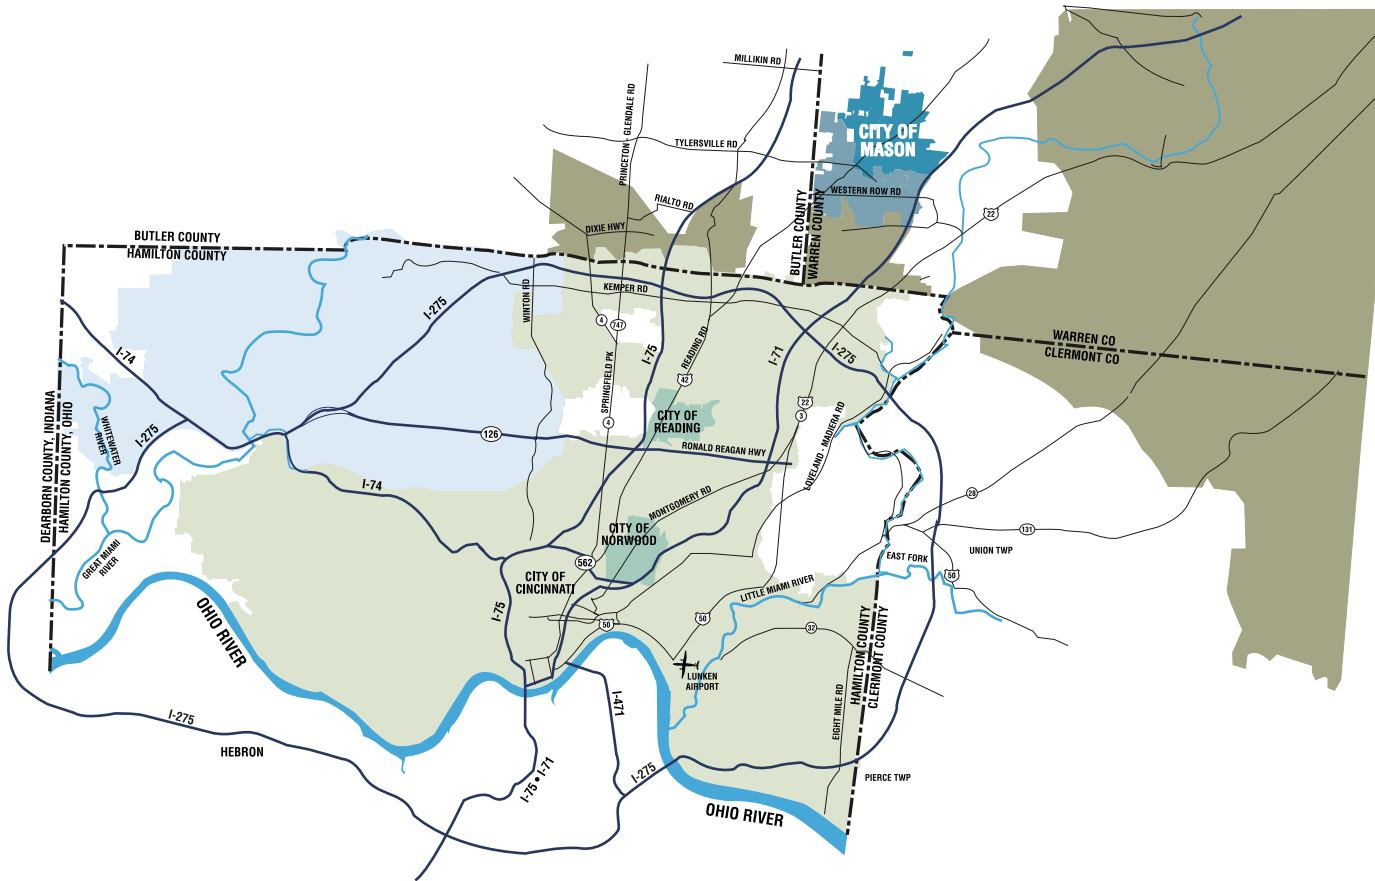 MILLIKIN RD
PRINCETON - GLENDALE RD
TYLERSVILLE RD
CITY OF
MASON
WESTERN ROW RD
RIALTO RD
DIXIE HWY
22
BUTLER COUNTY
WARREN COUNTY
BUTLER COUNTY
HAMILTON COUNTY
I-275
WINTON RD
KEMPER RD
4
747
I-74
I-75
READING RD
I-71
I-275
WARREN CO
CLERMONT CO
SPRINGFIELD PK
42
22
3
LOVELAND - MADIERA RD
DEARBORN COUNTY, INDIANA
HAMILTON COUNTY, OHIO
WHITEWATER
RIVER
I-275
126
4
CITY OF
READING
RONALD REAGAN HWY
I-74
MONTGOMERY RD
28
131
CITY OF
NORWOOD
UNION TWP
EAST FORK
50
GREAT MIAMI
RIVER
562
CITY OF
CINCINNATI
LITTLE MIAMI RIVER
I-75
50
50
32
OHIO RIVER
LUNKEN
AIRPORT
HAMILTON COUNTY
CLERMONT COUNTY
EIGHT MILE RD
I-471
I-275
HEBRON
I-75 • I-71
I-275
PIERCE TWP
OHIO RIVER